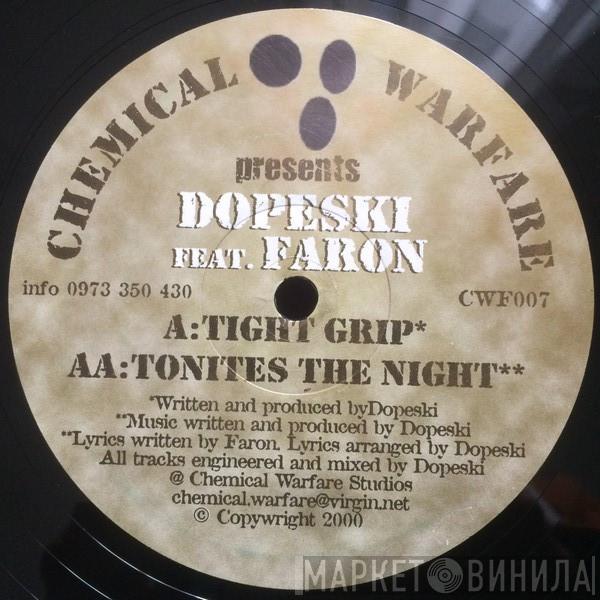 CHEMICAL WARFARE
presents
DOPESKI
FEAT. FARON
info 0973 350 430
CWF007
A:TIGHT GRIP*
AA:TONITES THE NIGHT**
*Written and produced byDopeski
**Music written and produced by Dopeski
**Lyrics written by Faron. Lyrics arranged by Dopeski
All tracks engineered and mixed by Dopeski
@ Chemical Warfare Studios
chemical.warfare@virgin.net
© Copyright 2000
МАРКЕТ ВИНИЛА